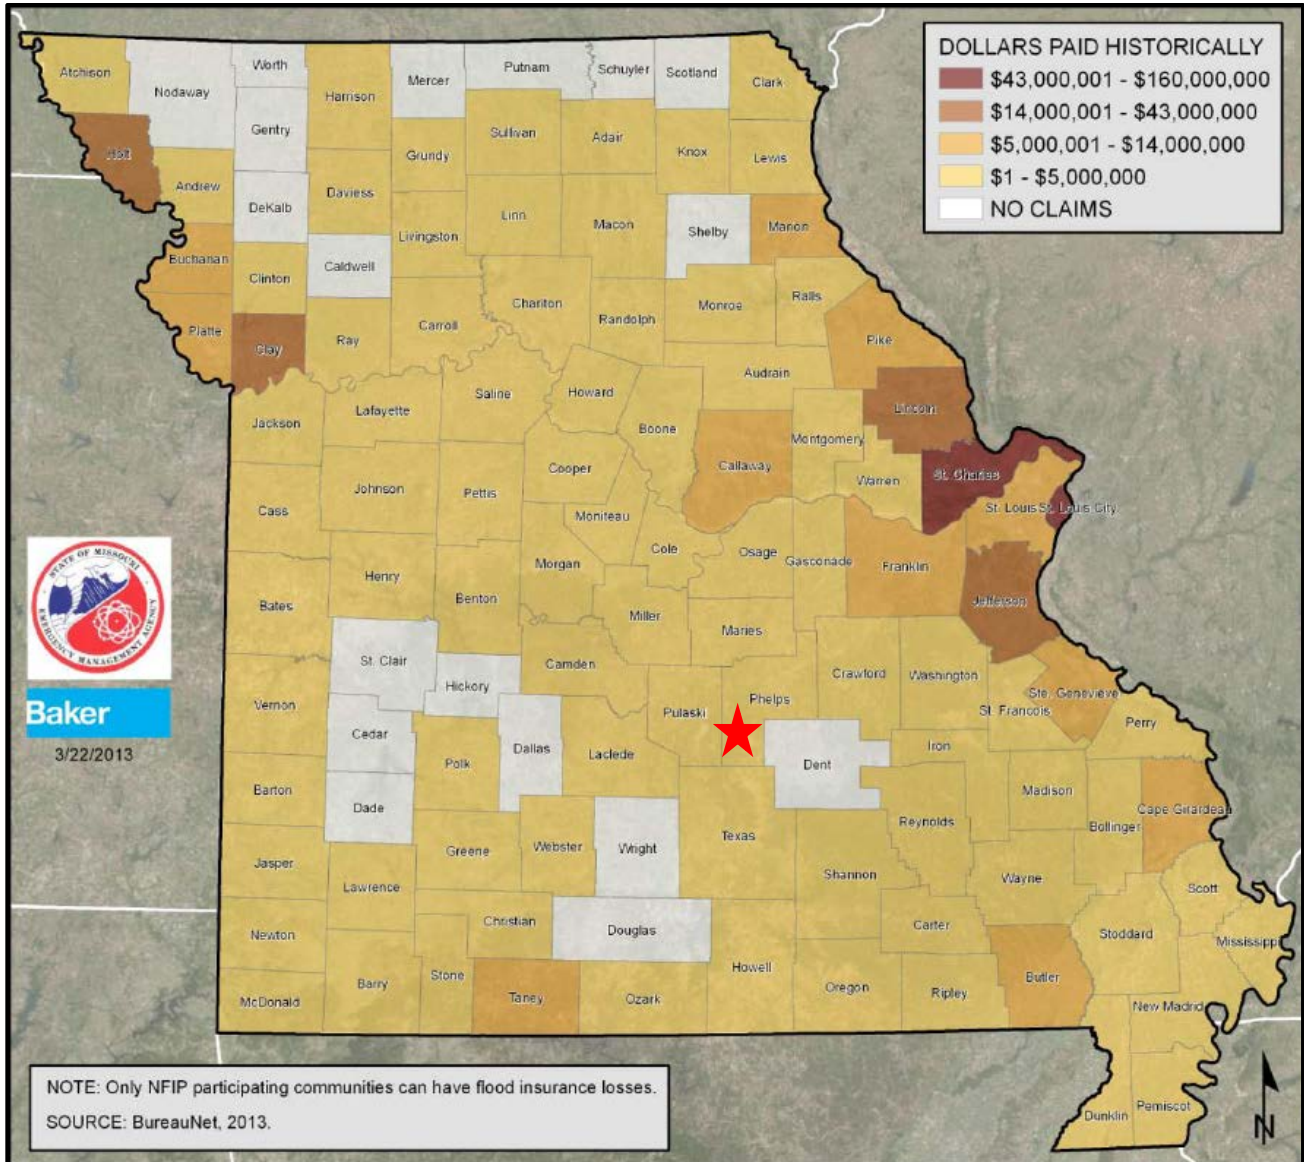 DOLLARS PAID HISTORICALLY
$43,000,001 - $160,000,000
$14,000,001 - $43,000,000
$5,000,001 - $14,000,000
$1 - $5,000,000
NO CLAIMS
Atchison
Nodaway
Worth
Gentry
Harrison
Mercer
Putnam
Schuyler
Scotland
Clark
Holt
Andrew
DeKalb
Daviess
Grundy
Sullivan
Adair
Knox
Lewis
Buchanan
Clinton
Caldwell
Livingston
Linn
Macon
Shelby
Marion
Platte
Clay
Ray
Carroll
Chariton
Randolph
Monroe
Ralls
Pike
Jackson
Lafayette
Saline
Howard
Boone
Audrain
Callaway
Montgomery
Lincoln
Warren
St. Charles
St. Louis
St. Louis City
Cass
Johnson
Pettis
Cooper
Moniteau
Cole
Osage
Gasconade
Franklin
Jefferson
Bates
Henry
Benton
Morgan
Miller
Maries
St. Clair
Hickory
Camden
Pulaski
Phelps
Crawford
Washington
St. Francois
Ste. Genevieve
Perry
Vernon
Cedar
Polk
Dallas
Laclede
Dent
Iron
Madison
Bollinger
Cape Girardeau
Barton
Dade
Greene
Webster
Wright
Texas
Shannon
Reynolds
Wayne
Scott
Jasper
Lawrence
Christian
Douglas
Howell
Carter
Stoddard
Mississippi
Newton
McDonald
Barry
Stone
Taney
Ozark
Oregon
Ripley
Butler
New Madrid
Dunklin
Pemiscot
STATE OF MISSOURI
EMERGENCY MANAGEMENT AGENCY
Baker
3/22/2013
NOTE: Only NFIP participating communities can have flood insurance losses.
SOURCE: BureauNet, 2013.
N